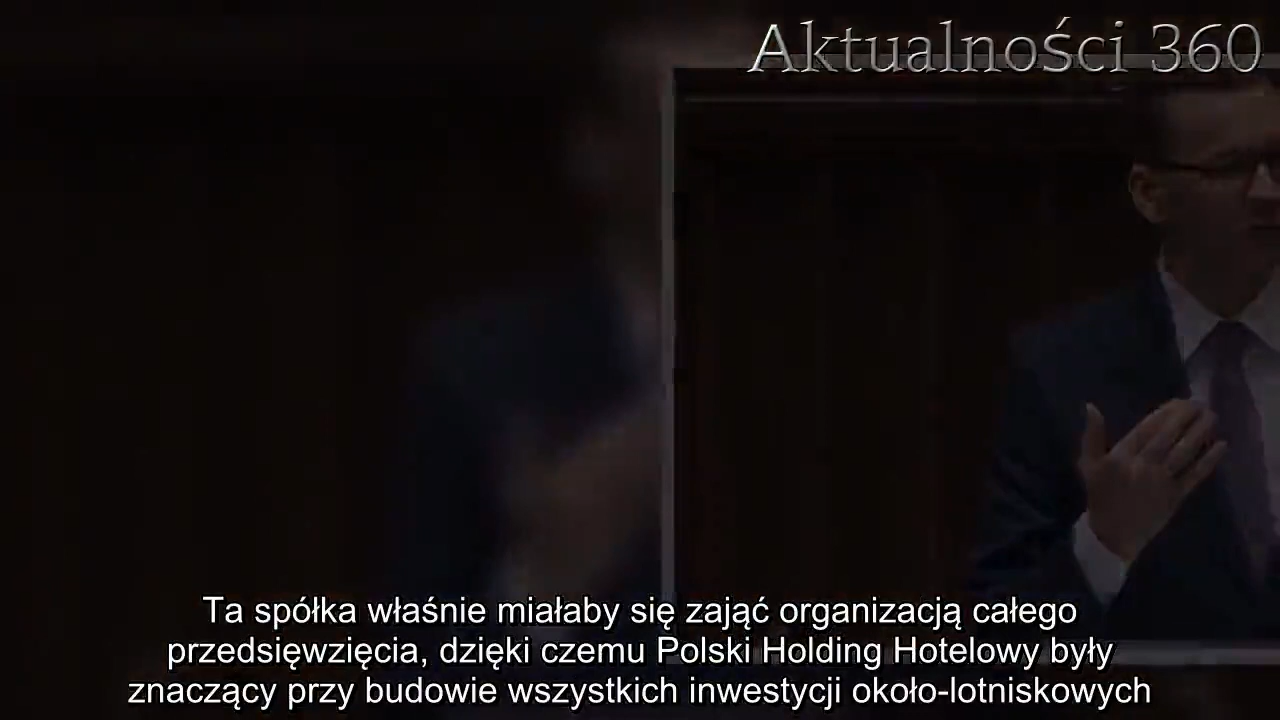 Aktualności 360
Ta spółka właśnie miałaby się zająć organizacją całego
przedsięwzięcia, dzięki czemu Polski Holding Hotelowy były
znaczący przy budowie wszystkich inwestycji około-lotniskowych